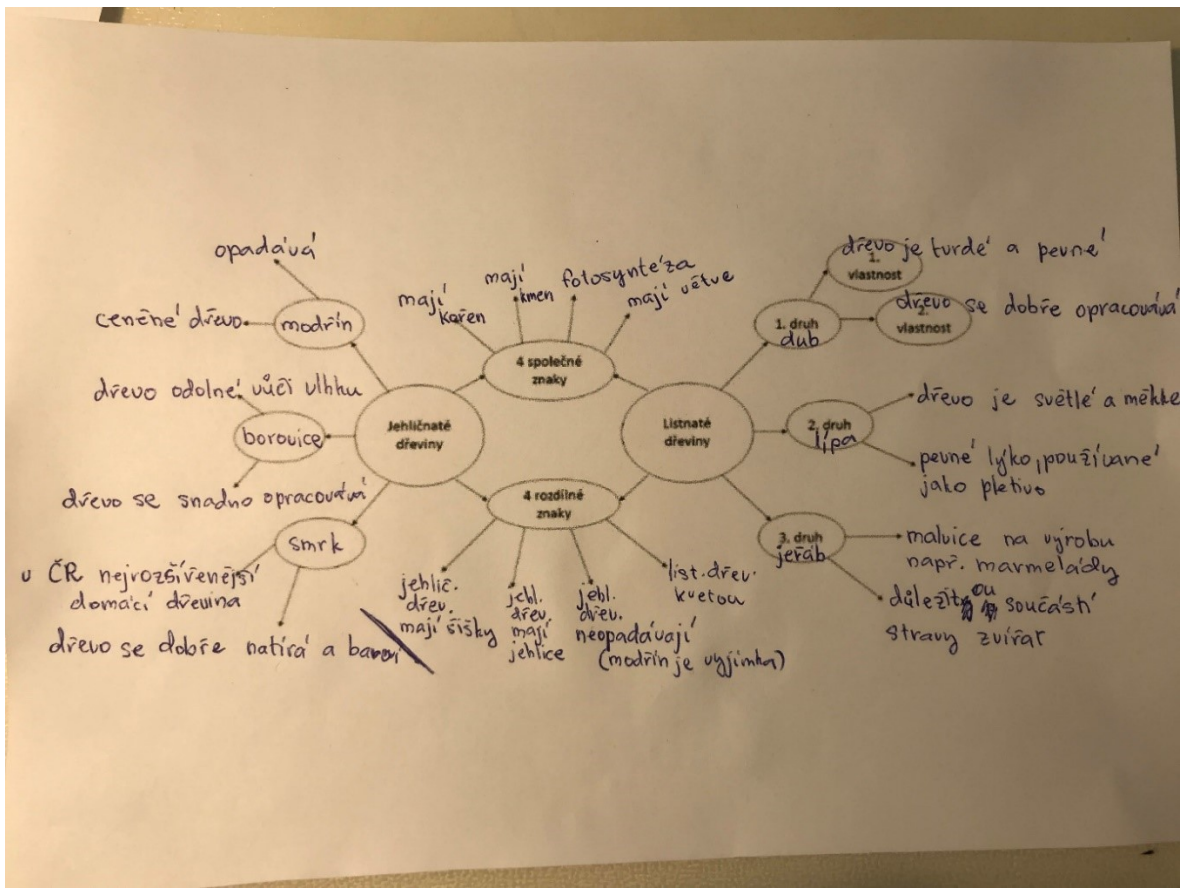 opadává
ceněné dřevo
modřín
dřevo odolné vůči vlhku
borovice
dřevo se snadno opracovává
smrk
v ČR nejrozšířenější
domácí dřevina
dřevo se dobře natírá a barví
Jehličnaté
dřeviny
mají
kořen
mají
kmen
fotosyntéza
mají větve
4 společné
znaky
4 rozdílné
znaky
jehlič.
dřev.
mají šišky
jehl.
dřev.
mají
jehlice
jehl.
dřev.
neopadávají
(modřín je vyjímka)
list. dřev.
kvetou
Listnaté
dřeviny
1. druh
dub
dřevo je tvrdé a pevné
1.
vlastnost
dřevo se dobře opracovává
2.
vlastnost
2. druh
lípa
dřevo je světlé a měkké
pevné lýko, používané
jako pletivo
3. druh
jeřáb
malvice na výrobu
např. marmelády
důležitou součástí
stravy zvířat